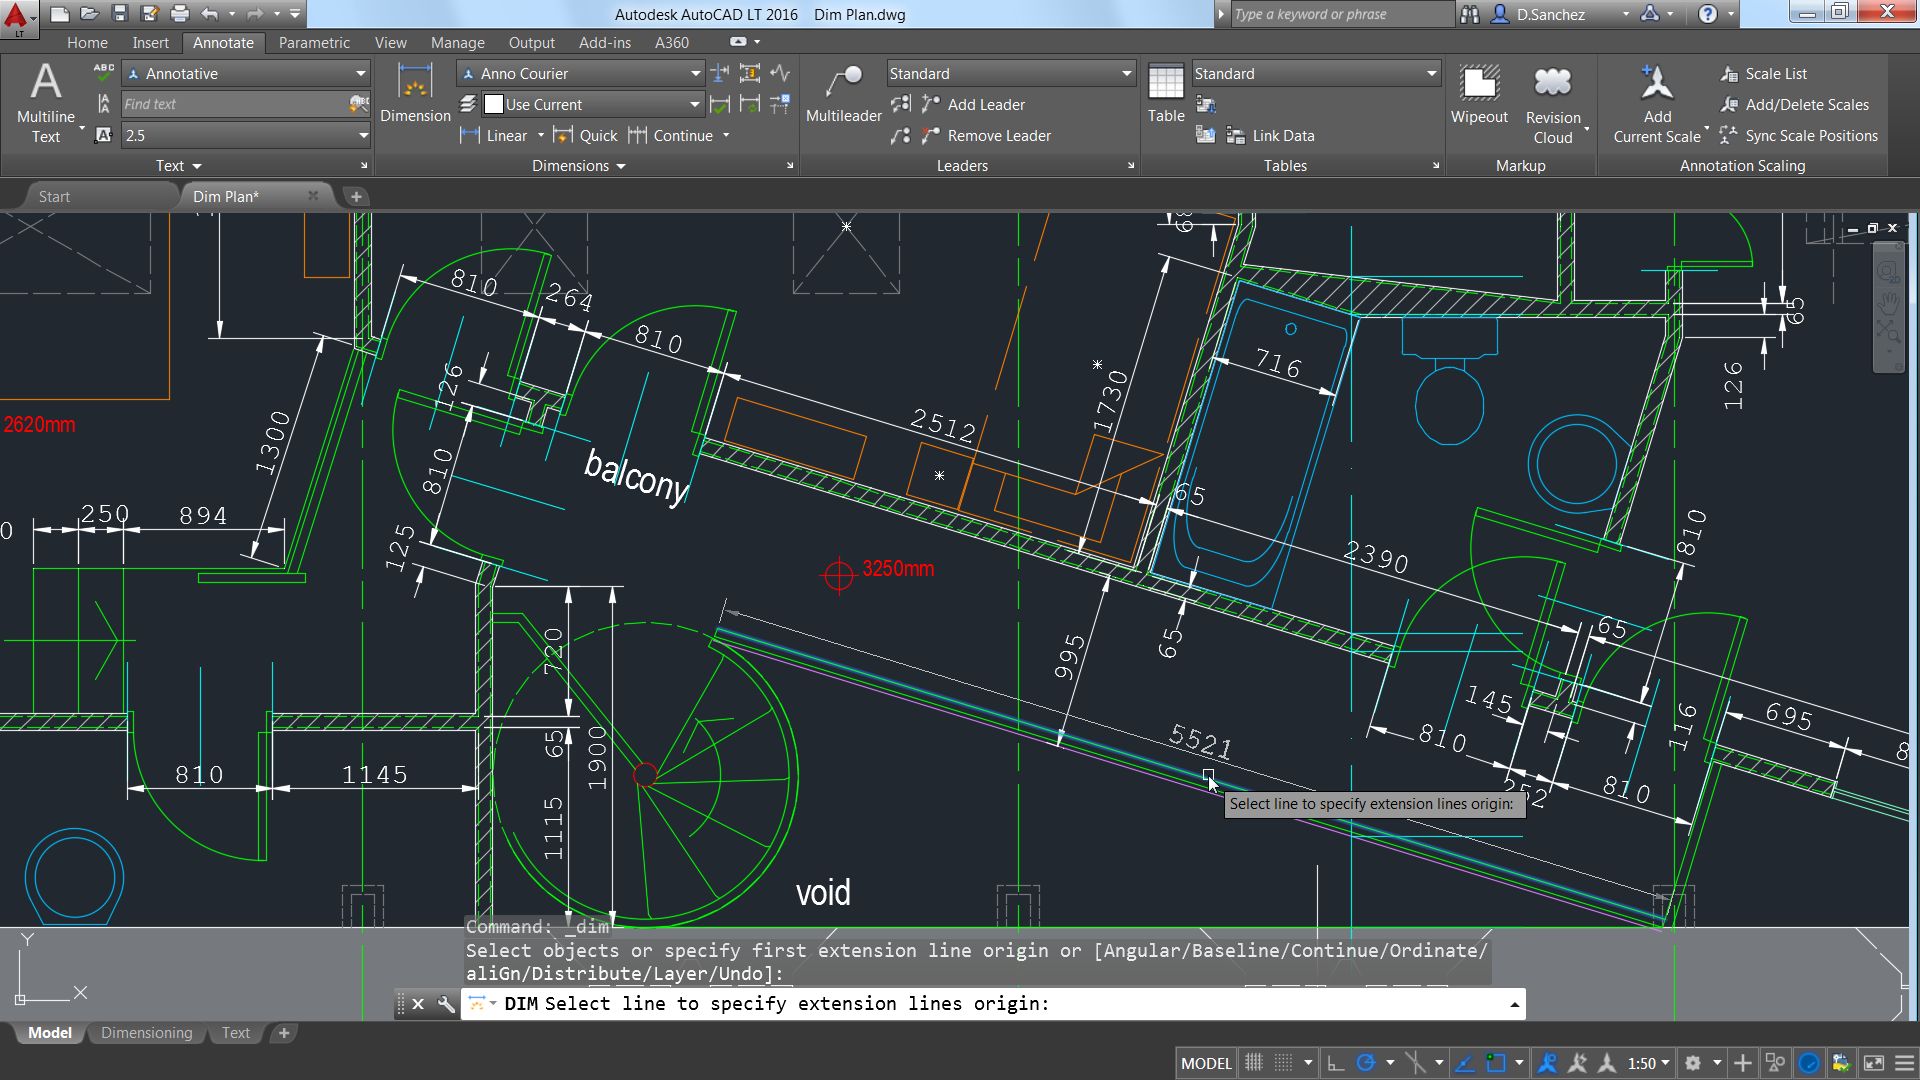 Autodesk AutoCAD LT 2016 Dim Plan.dwg
Type a keyword or phrase
D.Sanchez
LT
Home Insert Annotate Parametric View Manage Output Add-ins A360
Multiline
Text
Annotative
Find text
2.5
Text
Dimension
Anno Courier
Use Current
Linear Quick Continue
Dimensions
Multileader
Standard
Add Leader
Remove Leader
Leaders
Table
Standard
Link Data
Tables
Wipeout
Revision
Cloud
Markup
Add
Current Scale
Scale List
Add/Delete Scales
Sync Scale Positions
Annotation Scaling
Start
Dim Plan*
810
264
810
126
2512
1730
716
65
126
2620mm
1300
810
balcony
65
250
894
0
125
3250mm
2390
810
720
995
65
65
145
116
695
5521
810
65
1900
810
1145
252
810
1115
Select line to specify extension lines origin:
void
Y
X
Command: _dim
Select objects or specify first extension line origin or [Angular/Baseline/Continue/Ordinate/
aliGn/Distribute/Layer/Undo]:
DIM Select line to specify extension lines origin:
Model Dimensioning Text
MODEL
1:50